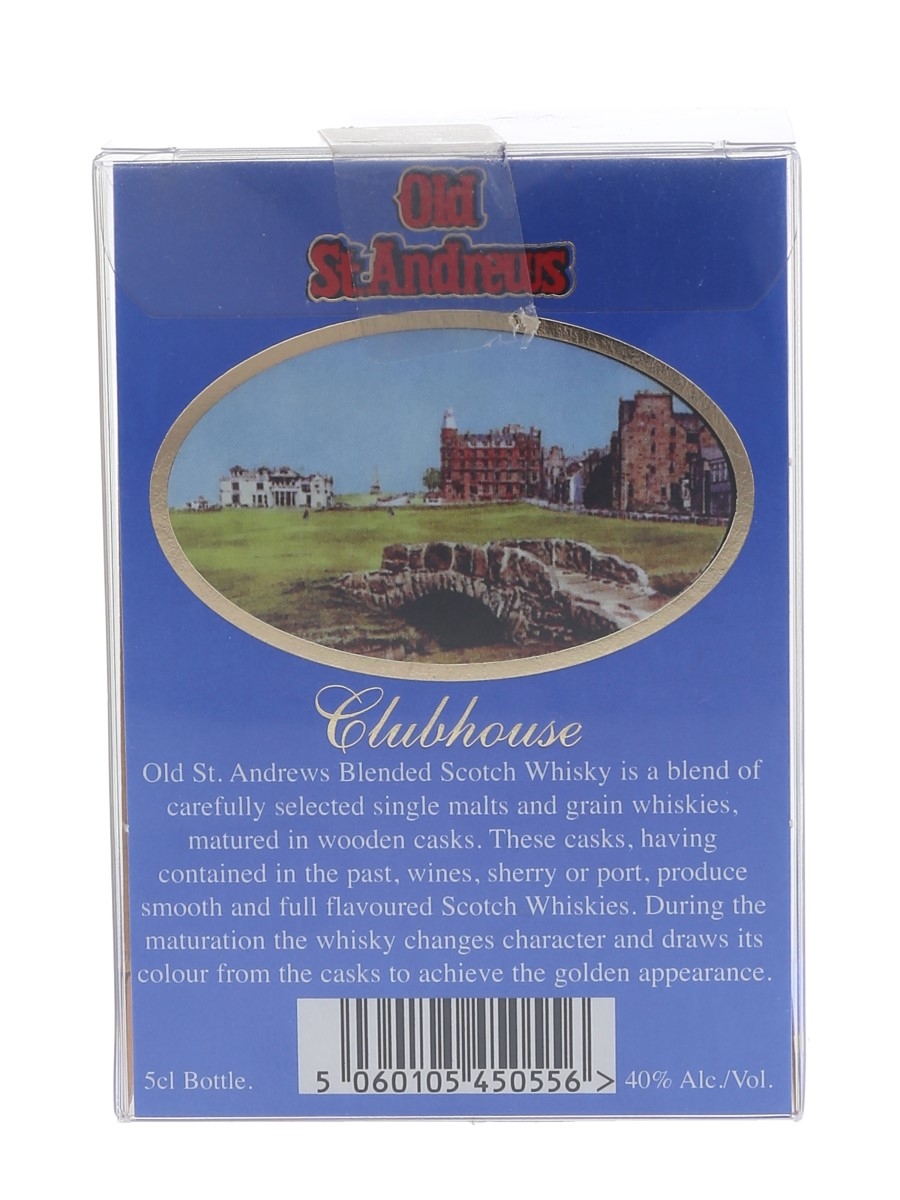 Old
St.Andrews
Clubhouse
Old St. Andrews Blended Scotch Whisky is a blend of
carefully selected single malts and grain whiskies,
matured in wooden casks. These casks, having
contained in the past, wines, sherry or port, produce
smooth and full flavoured Scotch Whiskies. During the
maturation the whisky changes character and draws its
colour from the casks to achieve the golden appearance.
5cl Bottle.
5 060105 450556 >
40% Alc./Vol.